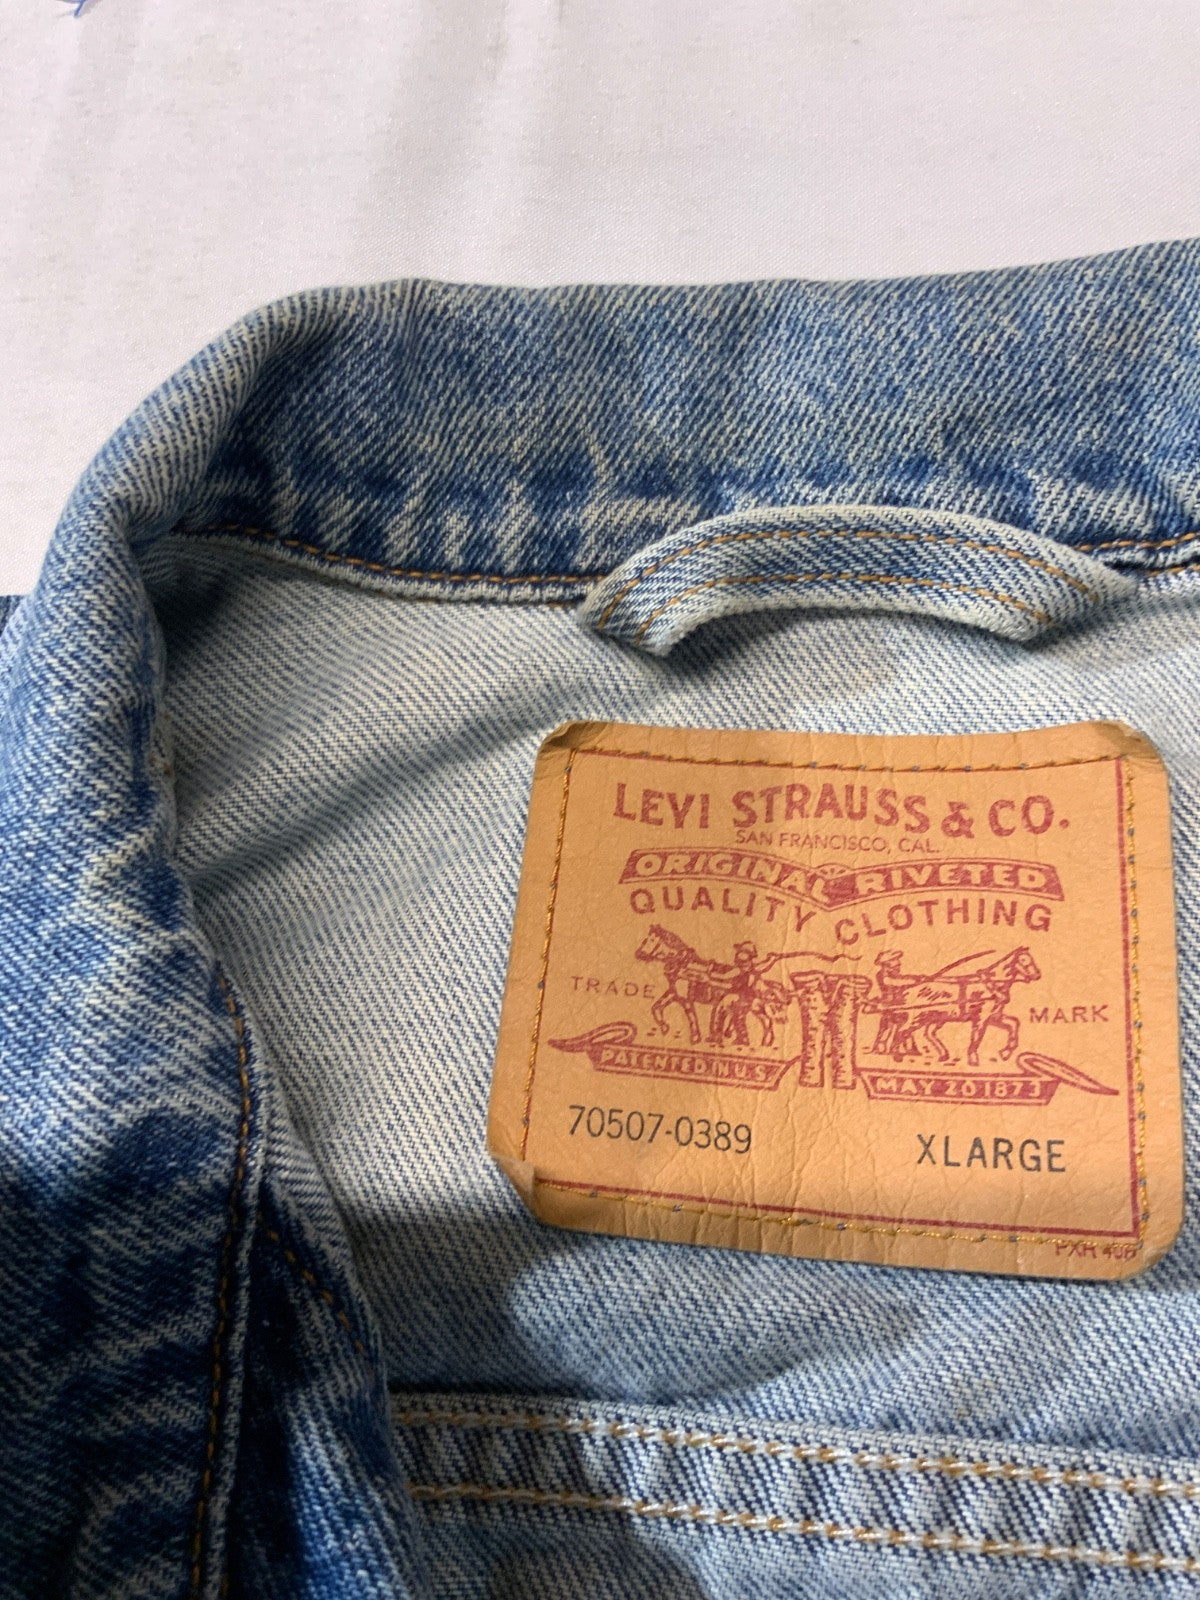 LEVI STRAUSS & CO.
SAN FRANCISCO, CAL.
ORIGINAL RIVETED
QUALITY CLOTHING
TRADE MARK
PATENTED IN U.S. MAY 20 1873
70507-0389 XLARGE